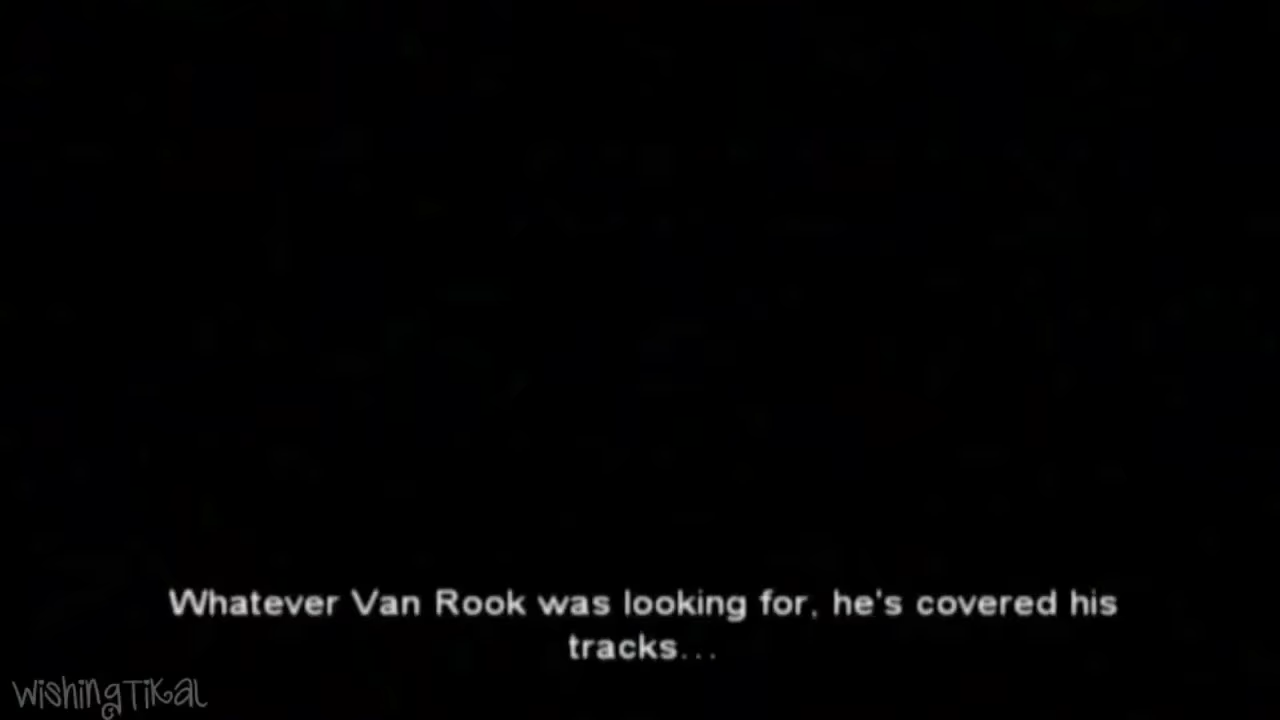 Whatever Van Rook was looking for, he's covered his
tracks...
WishingTikal